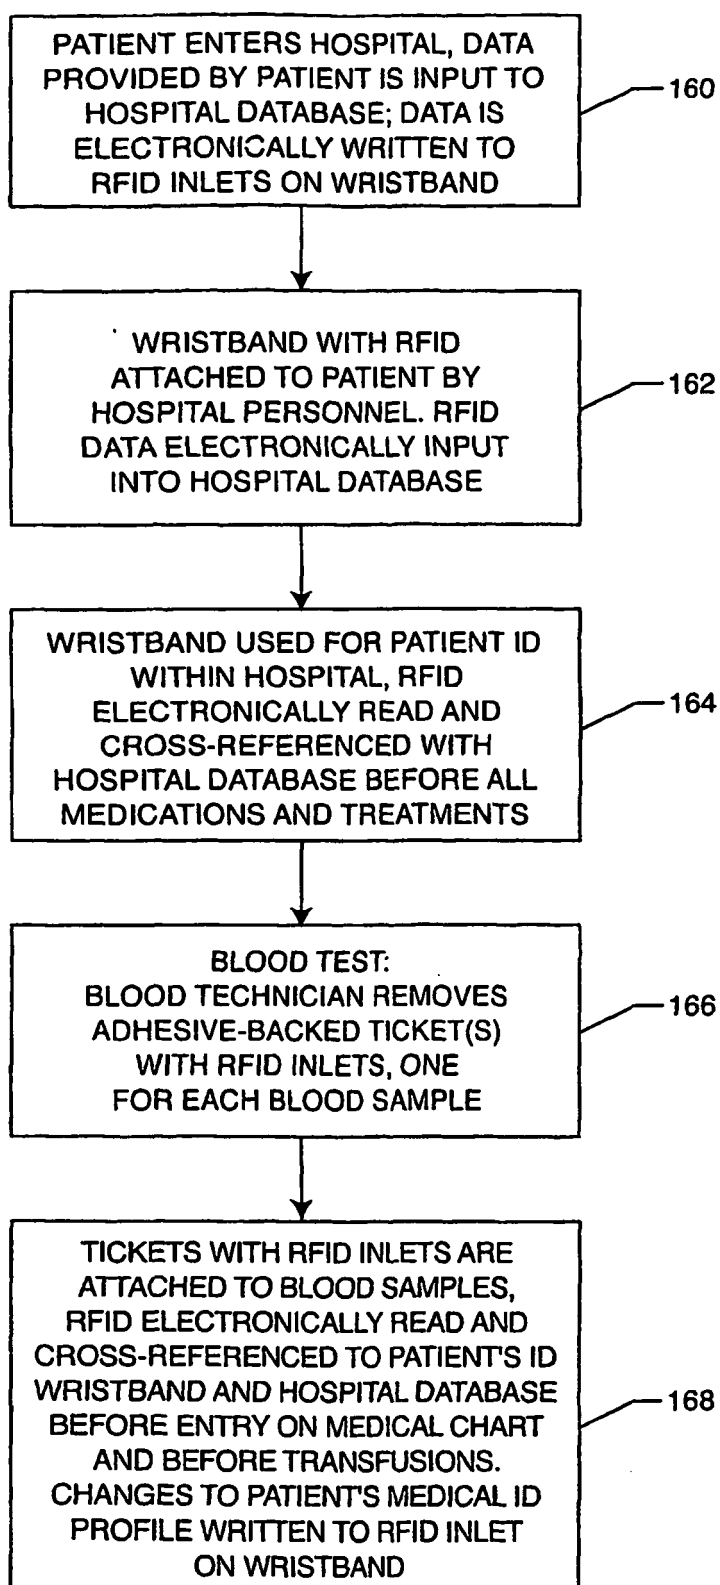 PATIENT ENTERS HOSPITAL, DATA
PROVIDED BY PATIENT IS INPUT TO
HOSPITAL DATABASE; DATA IS
ELECTRONICALLY WRITTEN TO
RFID INLETS ON WRISTBAND
160
WRISTBAND WITH RFID
ATTACHED TO PATIENT BY
HOSPITAL PERSONNEL. RFID
DATA ELECTRONICALLY INPUT
INTO HOSPITAL DATABASE
162
WRISTBAND USED FOR PATIENT ID
WITHIN HOSPITAL, RFID
ELECTRONICALLY READ AND
CROSS-REFERENCED WITH
HOSPITAL DATABASE BEFORE ALL
MEDICATIONS AND TREATMENTS
164
BLOOD TEST:
BLOOD TECHNICIAN REMOVES
ADHESIVE-BACKED TICKET(S)
WITH RFID INLETS, ONE
FOR EACH BLOOD SAMPLE
166
TICKETS WITH RFID INLETS ARE
ATTACHED TO BLOOD SAMPLES,
RFID ELECTRONICALLY READ AND
CROSS-REFERENCED TO PATIENT'S ID
WRISTBAND AND HOSPITAL DATABASE
BEFORE ENTRY ON MEDICAL CHART
AND BEFORE TRANSFUSIONS.
CHANGES TO PATIENT'S MEDICAL ID
PROFILE WRITTEN TO RFID INLET
ON WRISTBAND
168